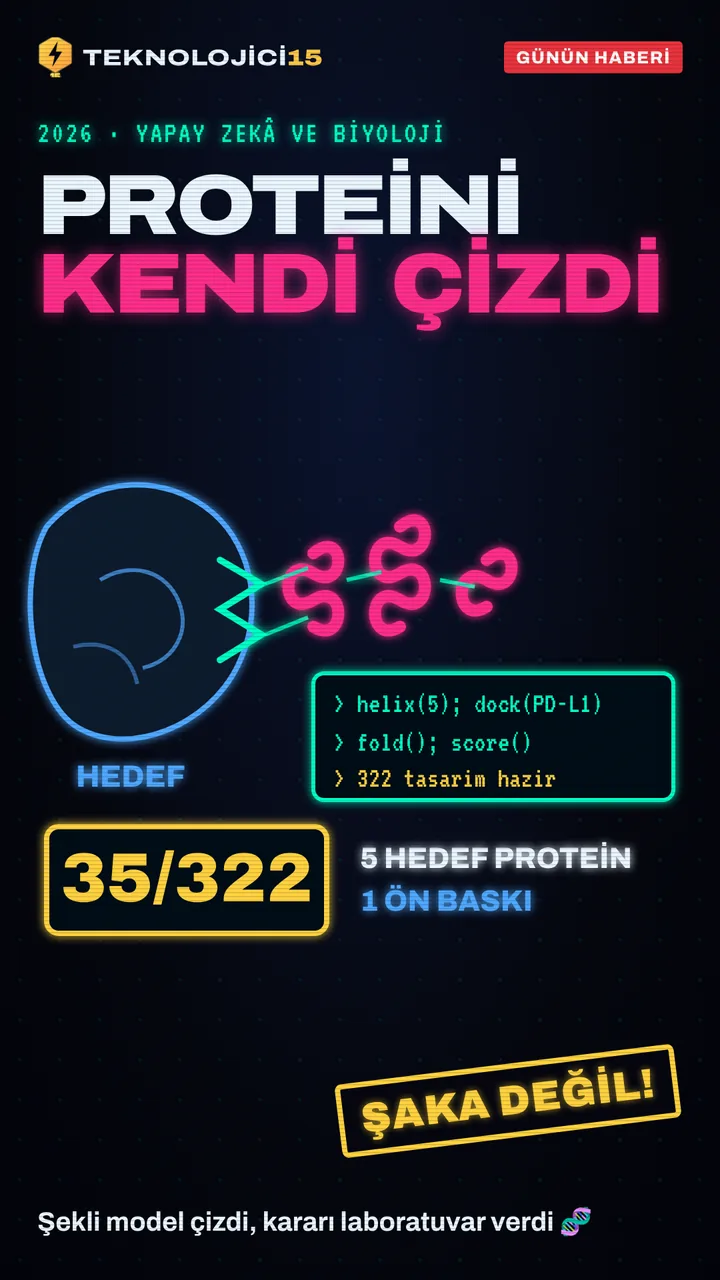 TEKNOLOJİCİ15
GÜNÜN HABERİ
2026 · YAPAY ZEKÂ VE BİYOLOJİ
PROTEİNİ
KENDİ ÇİZDİ
> helix(5); dock(PD-L1)
> fold(); score()
> 322 tasarim hazir
HEDEF
35/322
5 HEDEF PROTEİN
1 ÖN BASKI
ŞAKA DEĞİL!
Şekli model çizdi, kararı laboratuvar verdi 🧬